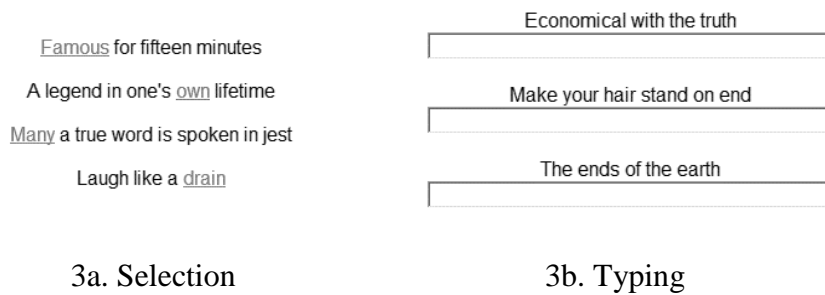 Famous for fifteen minutes
A legend in one's own lifetime
Many a true word is spoken in jest
Laugh like a drain
3a. Selection
Economical with the truth
Make your hair stand on end
The ends of the earth
3b. Typing